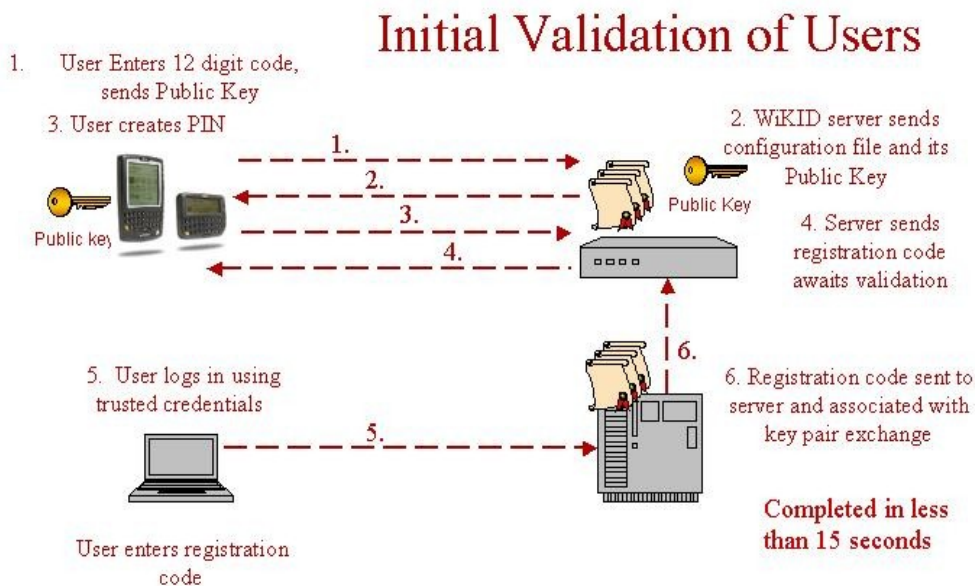 Initial Validation of Users
1. User Enters 12 digit code,
sends Public Key
3. User creates PIN
1.
2.
3.
4.
Public key
Public Key
2. WiKID server sends
configuration file and its
Public Key
4. Server sends
registration code
awaits validation
5. User logs in using
trusted credentials
5.
6.
6. Registration code sent to
server and associated with
key pair exchange
User enters registration
code
Completed in less
than 15 seconds